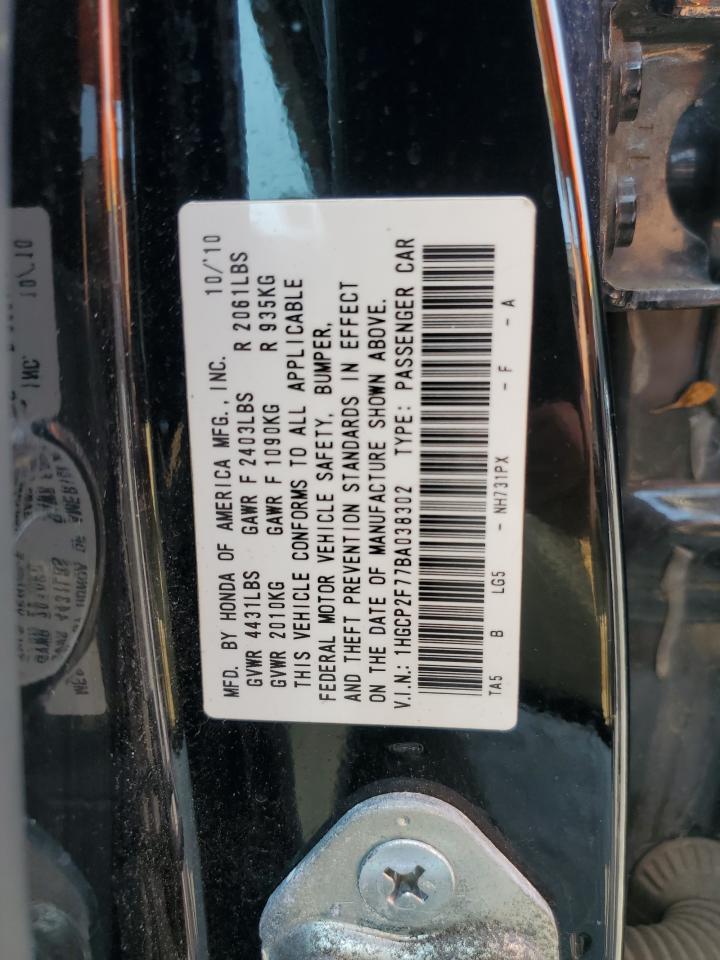 MFD. BY HONDA OF AMERICA MFG., INC. 10/'10
GVWR 4431LBS GAWR F 2403LBS R 2061LBS
GVWR 2010KG GAWR F 1090KG R 935KG
THIS VEHICLE CONFORMS TO ALL APPLICABLE
FEDERAL MOTOR VEHICLE SAFETY, BUMPER,
AND THEFT PREVENTION STANDARDS IN EFFECT
ON THE DATE OF MANUFACTURE SHOWN ABOVE.
V.I.N.: 1HGCP2F77BA038302 TYPE: PASSENGER CAR
TA5 B LG5 - NH731PX - F - A